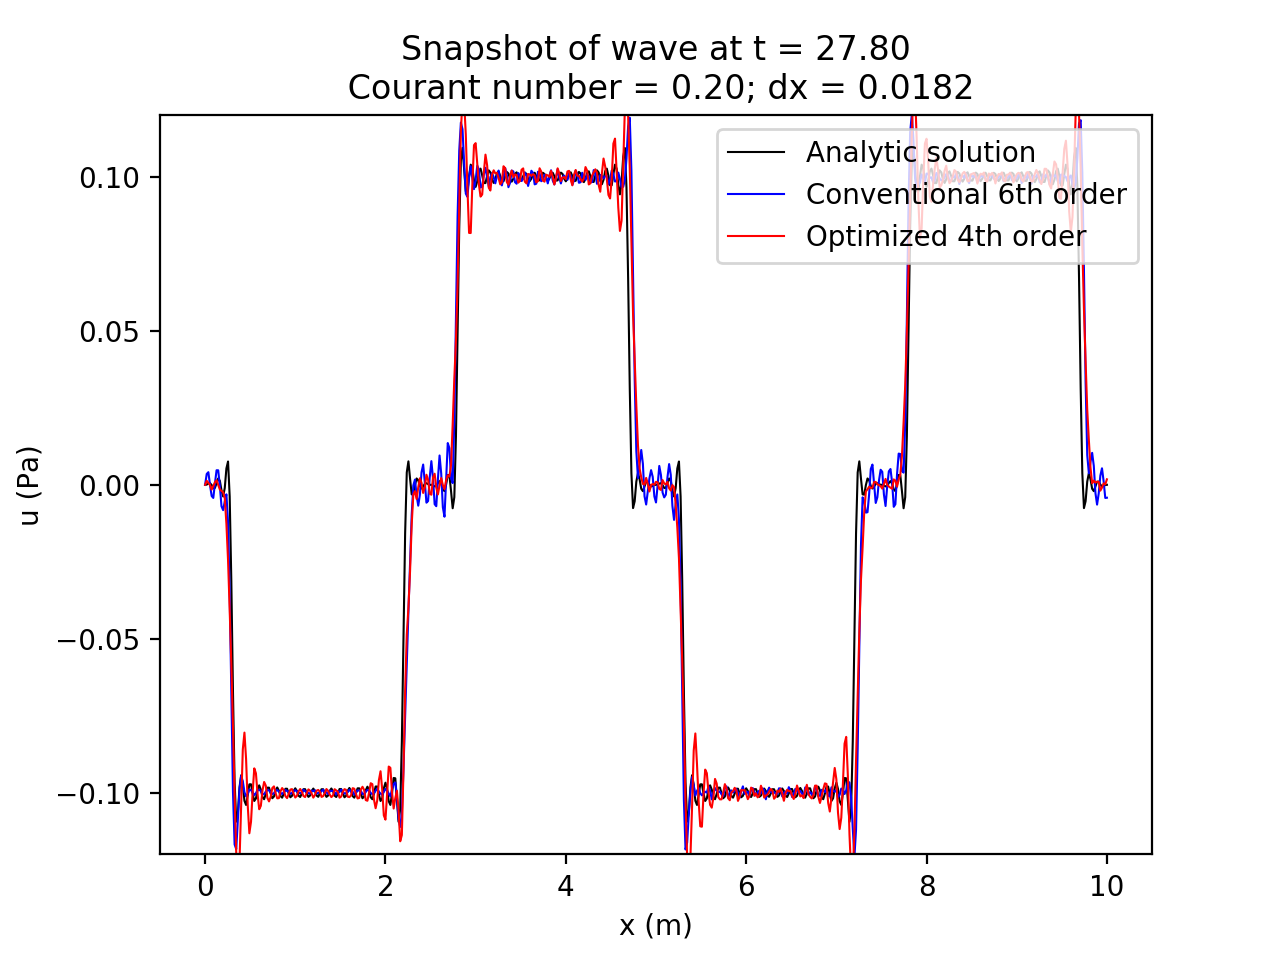 Snapshot of wave at t = 27.80
Courant number = 0.20; dx = 0.0182
Analytic solution
Conventional 6th order
Optimized 4th order
0.10
0.05
0.00
−0.05
−0.10
u (Pa)
0 2 4 6 8 10
x (m)